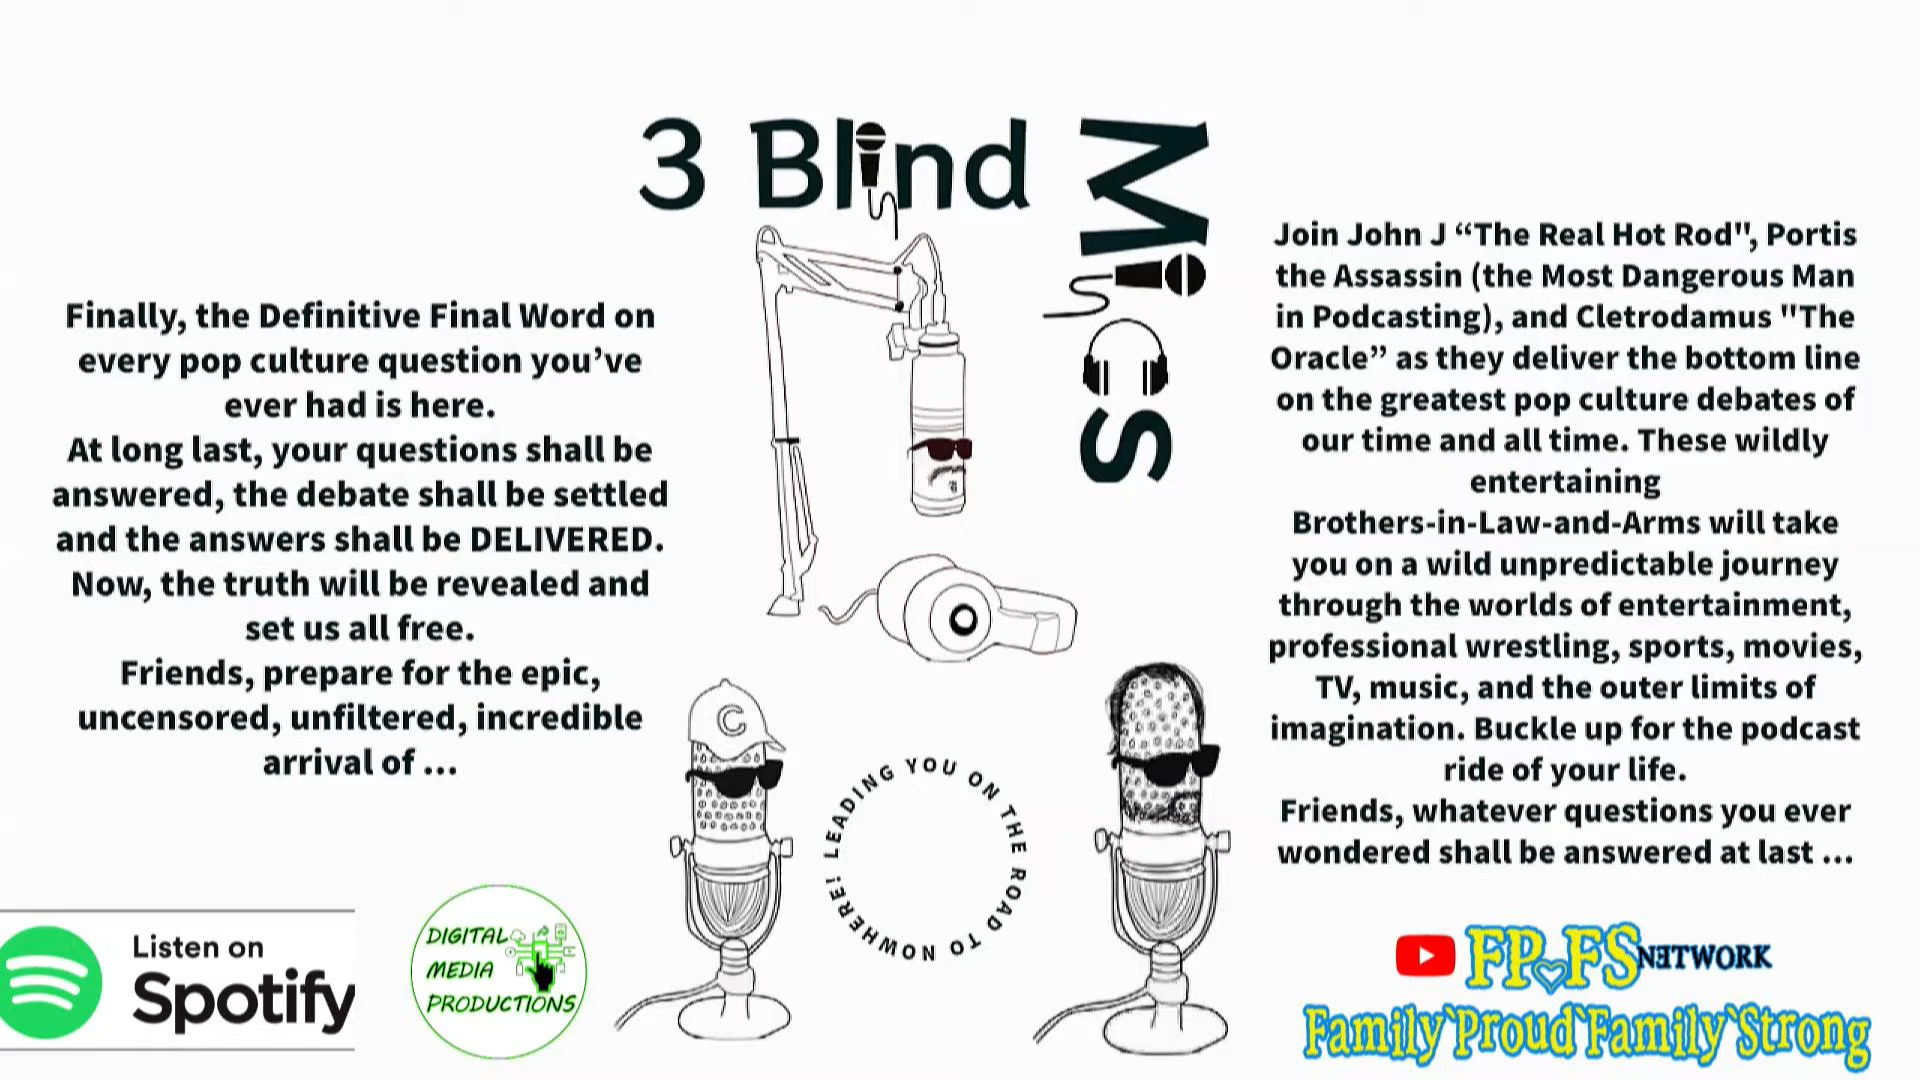 3 Blind
Mics
Finally, the Definitive Final Word on
every pop culture question you’ve
ever had is here.
At long last, your questions shall be
answered, the debate shall be settled
and the answers shall be DELIVERED.
Now, the truth will be revealed and
set us all free.
Friends, prepare for the epic,
uncensored, unfiltered, incredible
arrival of ...
Join John J “The Real Hot Rod", Portis
the Assassin (the Most Dangerous Man
in Podcasting), and Cletrodamus "The
Oracle” as they deliver the bottom line
on the greatest pop culture debates of
our time and all time. These wildly
entertaining
Brothers-in-Law-and-Arms will take
you on a wild unpredictable journey
through the worlds of entertainment,
professional wrestling, sports, movies,
TV, music, and the outer limits of
imagination. Buckle up for the podcast
ride of your life.
Friends, whatever questions you ever
wondered shall be answered at last ...
C
LEADING YOU ON THE ROAD TO NOWHERE!
Listen on
Spotify
DIGITAL
MEDIA
PRODUCTIONS
FP FS NETWORK
Family`Proud`Family`Strong